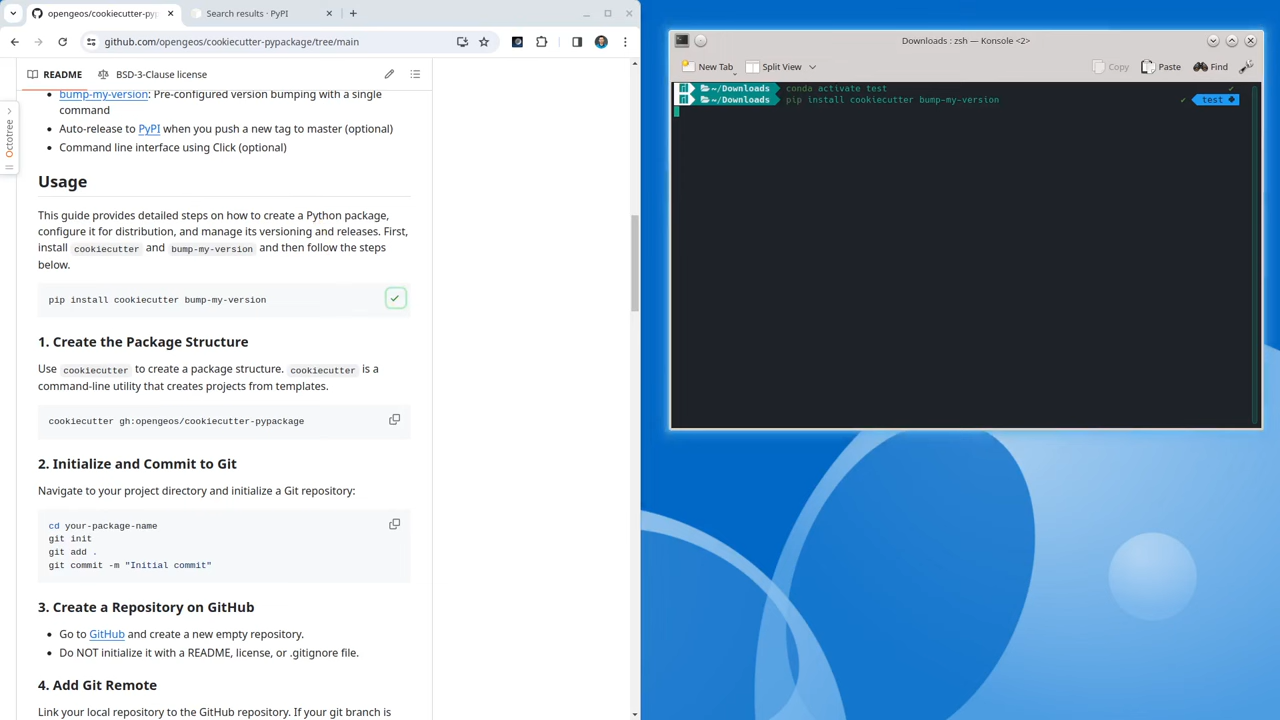 opengeos/cookiecutter-pyp
Search results · PyPI
github.com/opengeos/cookiecutter-pypackage/tree/main
README
BSD-3-Clause license
Octotree
bump-my-version: Pre-configured version bumping with a single
command
Auto-release to PyPI when you push a new tag to master (optional)
Command line interface using Click (optional)
Usage
This guide provides detailed steps on how to create a Python package,
configure it for distribution, and manage its versioning and releases. First,
install cookiecutter and bump-my-version and then follow the steps
below.
pip install cookiecutter bump-my-version
1. Create the Package Structure
Use cookiecutter to create a package structure. cookiecutter is a
command-line utility that creates projects from templates.
cookiecutter gh:opengeos/cookiecutter-pypackage
2. Initialize and Commit to Git
Navigate to your project directory and initialize a Git repository:
cd your-package-name
git init
git add .
git commit -m "Initial commit"
3. Create a Repository on GitHub
Go to GitHub and create a new empty repository.
Do NOT initialize it with a README, license, or .gitignore file.
4. Add Git Remote
Link your local repository to the GitHub repository. If your git branch is
Downloads : zsh — Konsole <2>
New Tab
Split View
Copy
Paste
Find
~/Downloads conda activate test
~/Downloads pip install cookiecutter bump-my-version
test